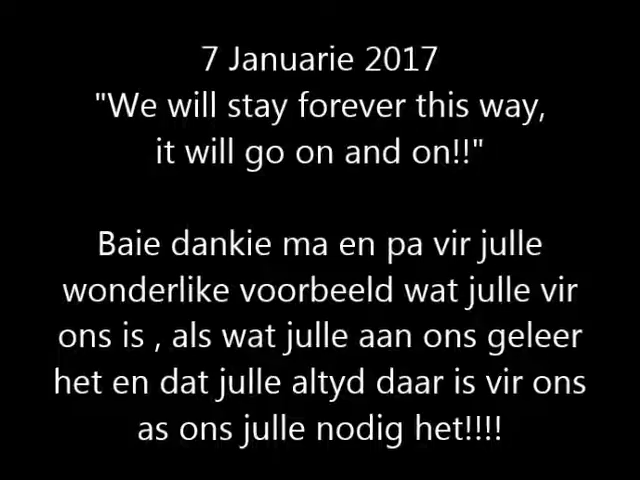 7 Januarie 2017
"We will stay forever this way,
it will go on and on!!"
Baie dankie ma en pa vir julle
wonderlike voorbeeld wat julle vir
ons is , als wat julle aan ons geleer
het en dat julle altyd daar is vir ons
as ons julle nodig het!!!!